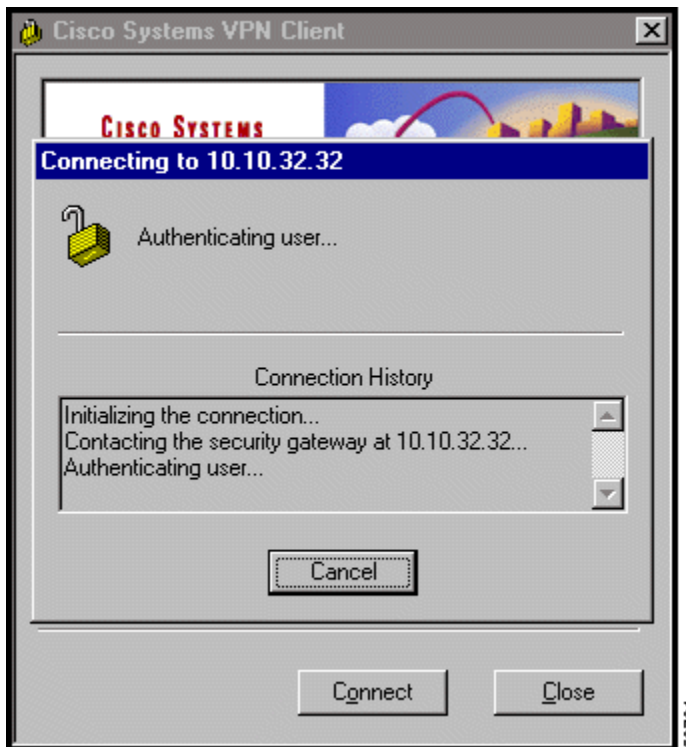 Cisco Systems VPN Client
CISCO SYSTEMS
Connecting to 10.10.32.32
Authenticating user...
Connection History
Initializing the connection...
Contacting the security gateway at 10.10.32.32...
Authenticating user...
Cancel
Connect
Close